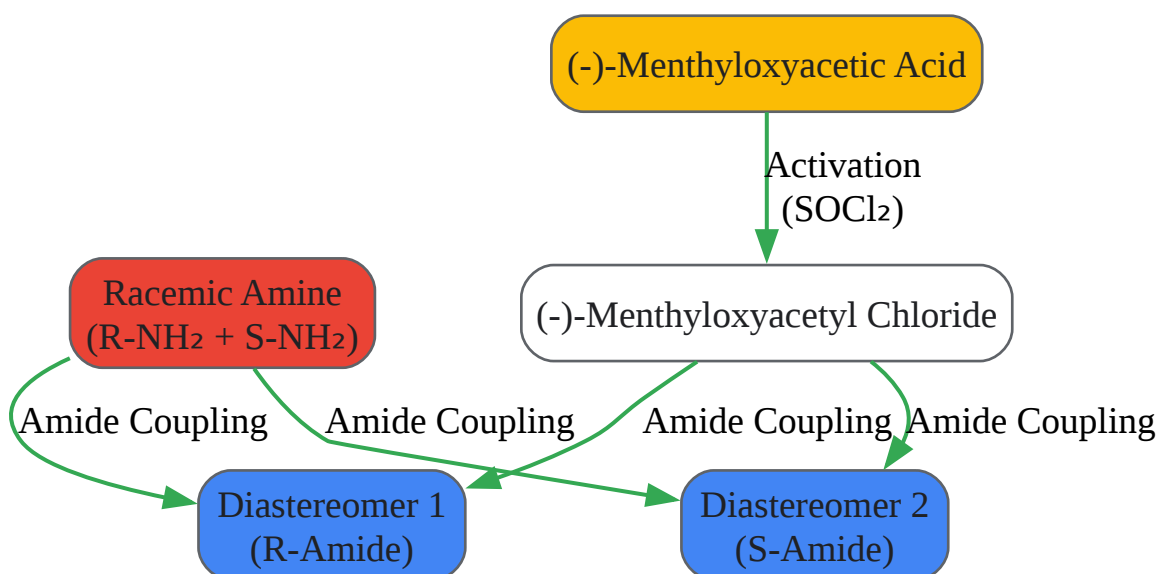 (-)-Menthyloxyacetic Acid
Activation
(SOCl₂)
Racemic Amine
(R-NH₂ + S-NH₂)
(-)-Menthyloxyacetyl Chloride
Amide Coupling
Amide Coupling
Amide Coupling
Amide Coupling
Diastereomer 1
(R-Amide)
Diastereomer 2
(S-Amide)